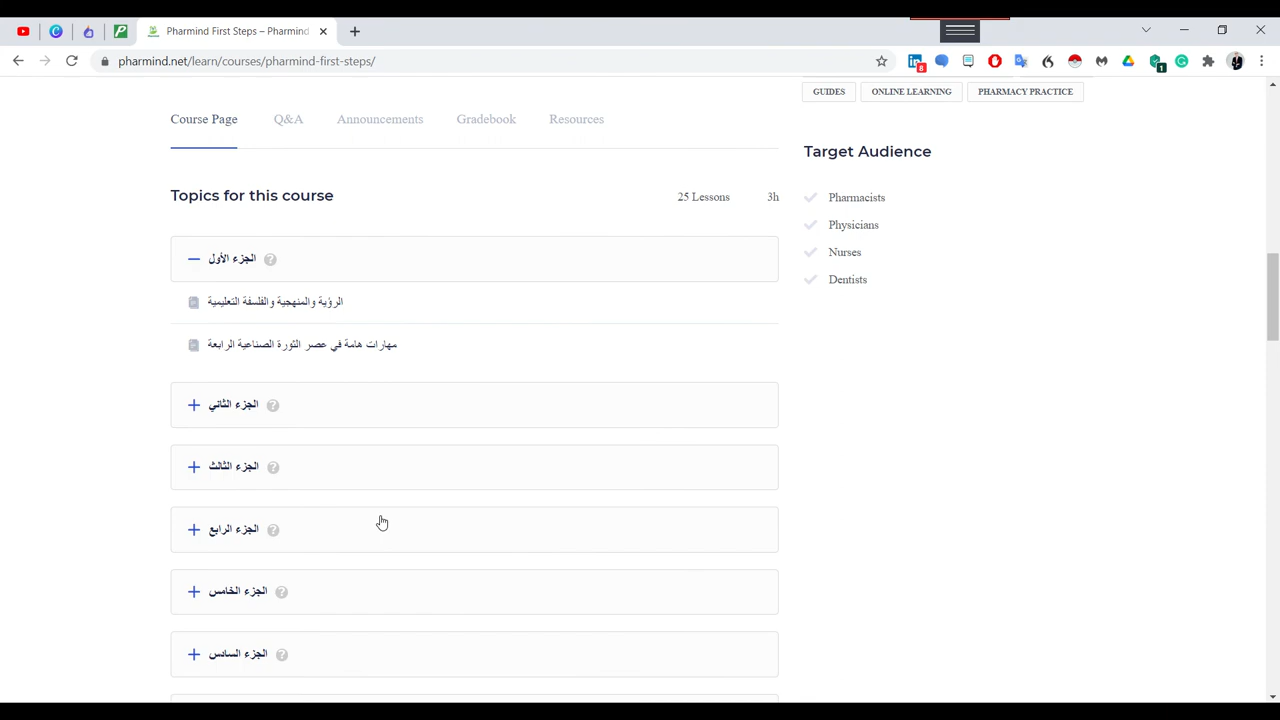 Pharmind First Steps – Pharmind
pharmind.net/learn/courses/pharmind-first-steps/
8
1
GUIDES
ONLINE LEARNING
PHARMACY PRACTICE
Course Page
Q&A
Announcements
Gradebook
Resources
Target Audience
Topics for this course
25 Lessons
3h
Pharmacists
Physicians
Nurses
Dentists
الجزء الأول
الرؤية والمنهجية والفلسفة التعليمية
مهارات هامة في عصر الثورة الصناعية الرابعة
الجزء الثاني
الجزء الثالث
الجزء الرابع
الجزء الخامس
الجزء السادس